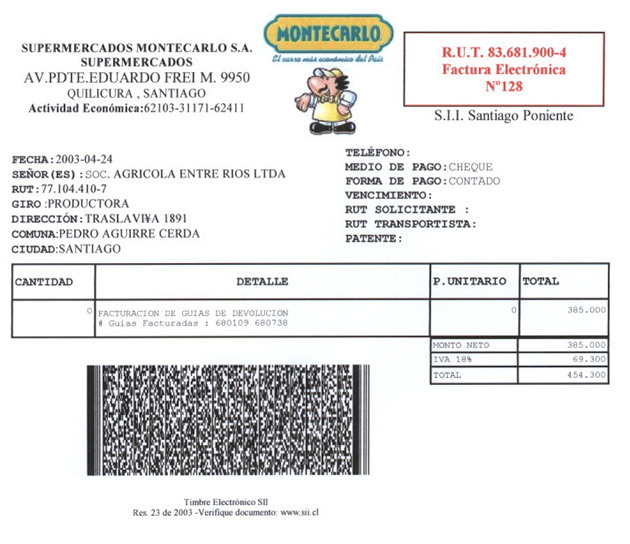 SUPERMERCADOS MONTECARLO S.A.
SUPERMERCADOS
AV.PDTE.EDUARDO FREI M. 9950
QUILICURA , SANTIAGO
Actividad Económica:62103-31171-62411
MONTECARLO
El carro más económico del País
R.U.T. 83.681.900-4
Factura Electrónica
Nº128
S.I.I. Santiago Poniente
FECHA:2003-04-24
SEÑOR(ES) :SOC. AGRICOLA ENTRE RIOS LTDA
RUT:77.104.410-7
GIRO :PRODUCTORA
DIRECCIÓN:TRASLAVI¥A 1891
COMUNA:PEDRO AGUIRRE CERDA
CIUDAD:SANTIAGO
TELÉFONO:
MEDIO DE PAGO:CHEQUE
FORMA DE PAGO:CONTADO
VENCIMIENTO:
RUT SOLICITANTE :
RUT TRANSPORTISTA:
PATENTE:
CANTIDAD DETALLE P.UNITARIO TOTAL
0 FACTURACION DE GUIAS DE DEVOLUCION 0 385.000
# Guias Facturadas : 680109 680738
MONTO NETO 385.000
IVA 18% 69.300
TOTAL 454.300
Timbre Electrónico SII
Res. 23 de 2003 -Verifique documento: www.sii.cl